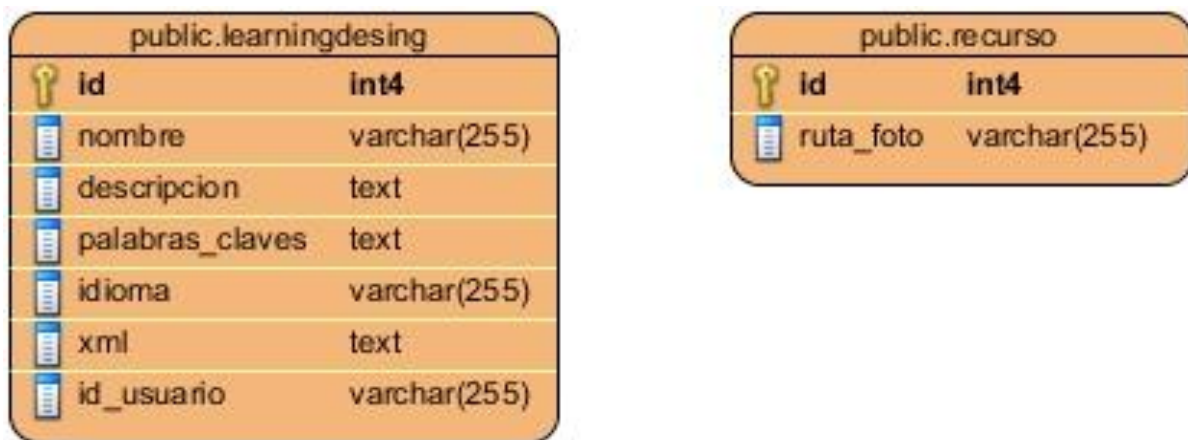 public.learningdesing
id int4
nombre varchar(255)
descripcion text
palabras_claves text
idioma varchar(255)
xml text
id_usuario varchar(255)
public.recurso
id int4
ruta_foto varchar(255)